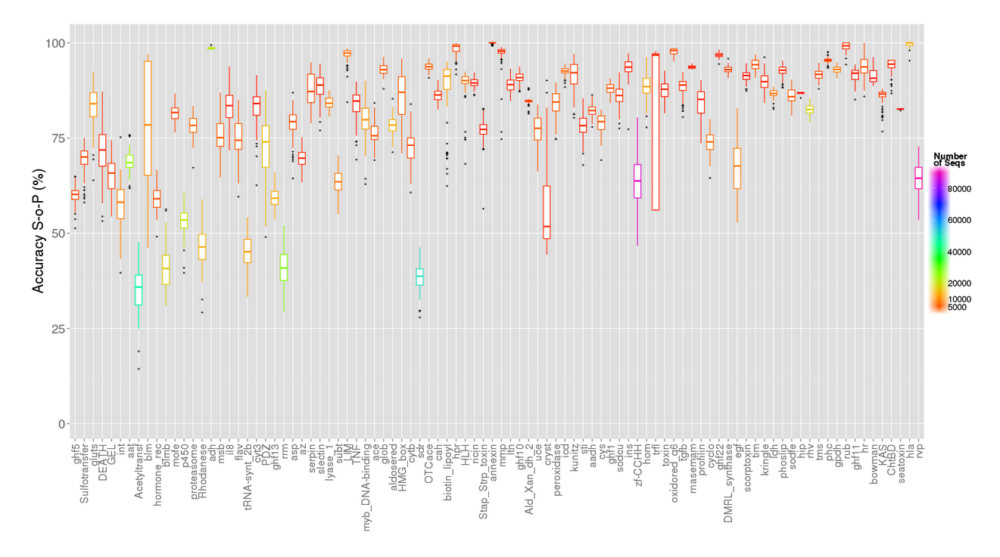 100
75
50
25
0
Accuracy S-o-P (%)
ghf5
Sulfotransfer
gluts
DEATH
GEL
int
aat
Acetyltransf
blm
hormone_rec
blmb
mofe
p450
proteasome
Rhodanese
adh
msb
il8
flav
tRNA-synt_2b
cyt3
PDZ
ghf13
rrm
asp
az
serpin
slectin
lyase_1
subt
LIM
TNF
myb_DNA-binding
ace
glob
aldosered
HMG_box
cytb
sdr
OTCace
cah
biotin_lipoyl
hpr
HLH
ricin
Stap_Strp_toxin
annexin
mmp
ltn
ghf10
Ald_Xan_dh_2
uce
cryst
peroxidase
icd
kunitz
sti
aadh
cys
ghf1
sodcu
ins
zf-CCHH
hom
trfl
toxin
oxidored_q6
tgfb
rnasemam
profilin
cyclo
ghf22
DMRL_synthase
egf
scorptoxin
tim
kringle
ldh
phoslip
sodfe
hip
rhv
tms
phc
gpdh
rub
ghf11
hr
bowman
KAS
ChtBD
seatoxin
hla
rvp
Number
of Seqs
80000
60000
40000
20000
10000
5000